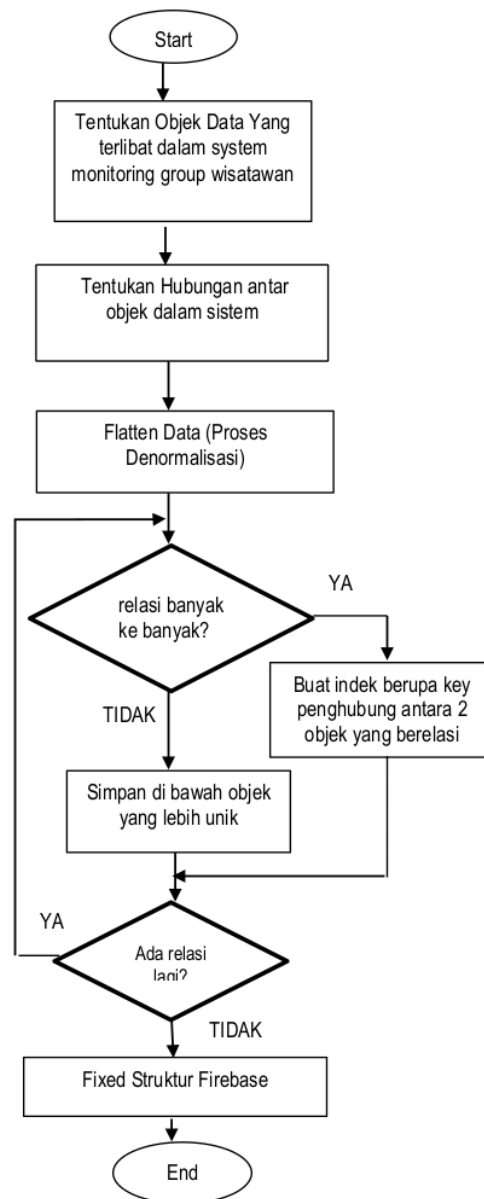 Start
Tentukan Objek Data Yang
terlibat dalam system
monitoring group wisatawan
Tentukan Hubungan antar
objek dalam sistem
Flatten Data (Proses
Denormalisasi)
relasi banyak
ke banyak?
YA
Buat indek berupa key
penghubung antara 2
objek yang berelasi
TIDAK
Simpan di bawah objek
yang lebih unik
YA
Ada relasi
lagi?
TIDAK
Fixed Struktur Firebase
End